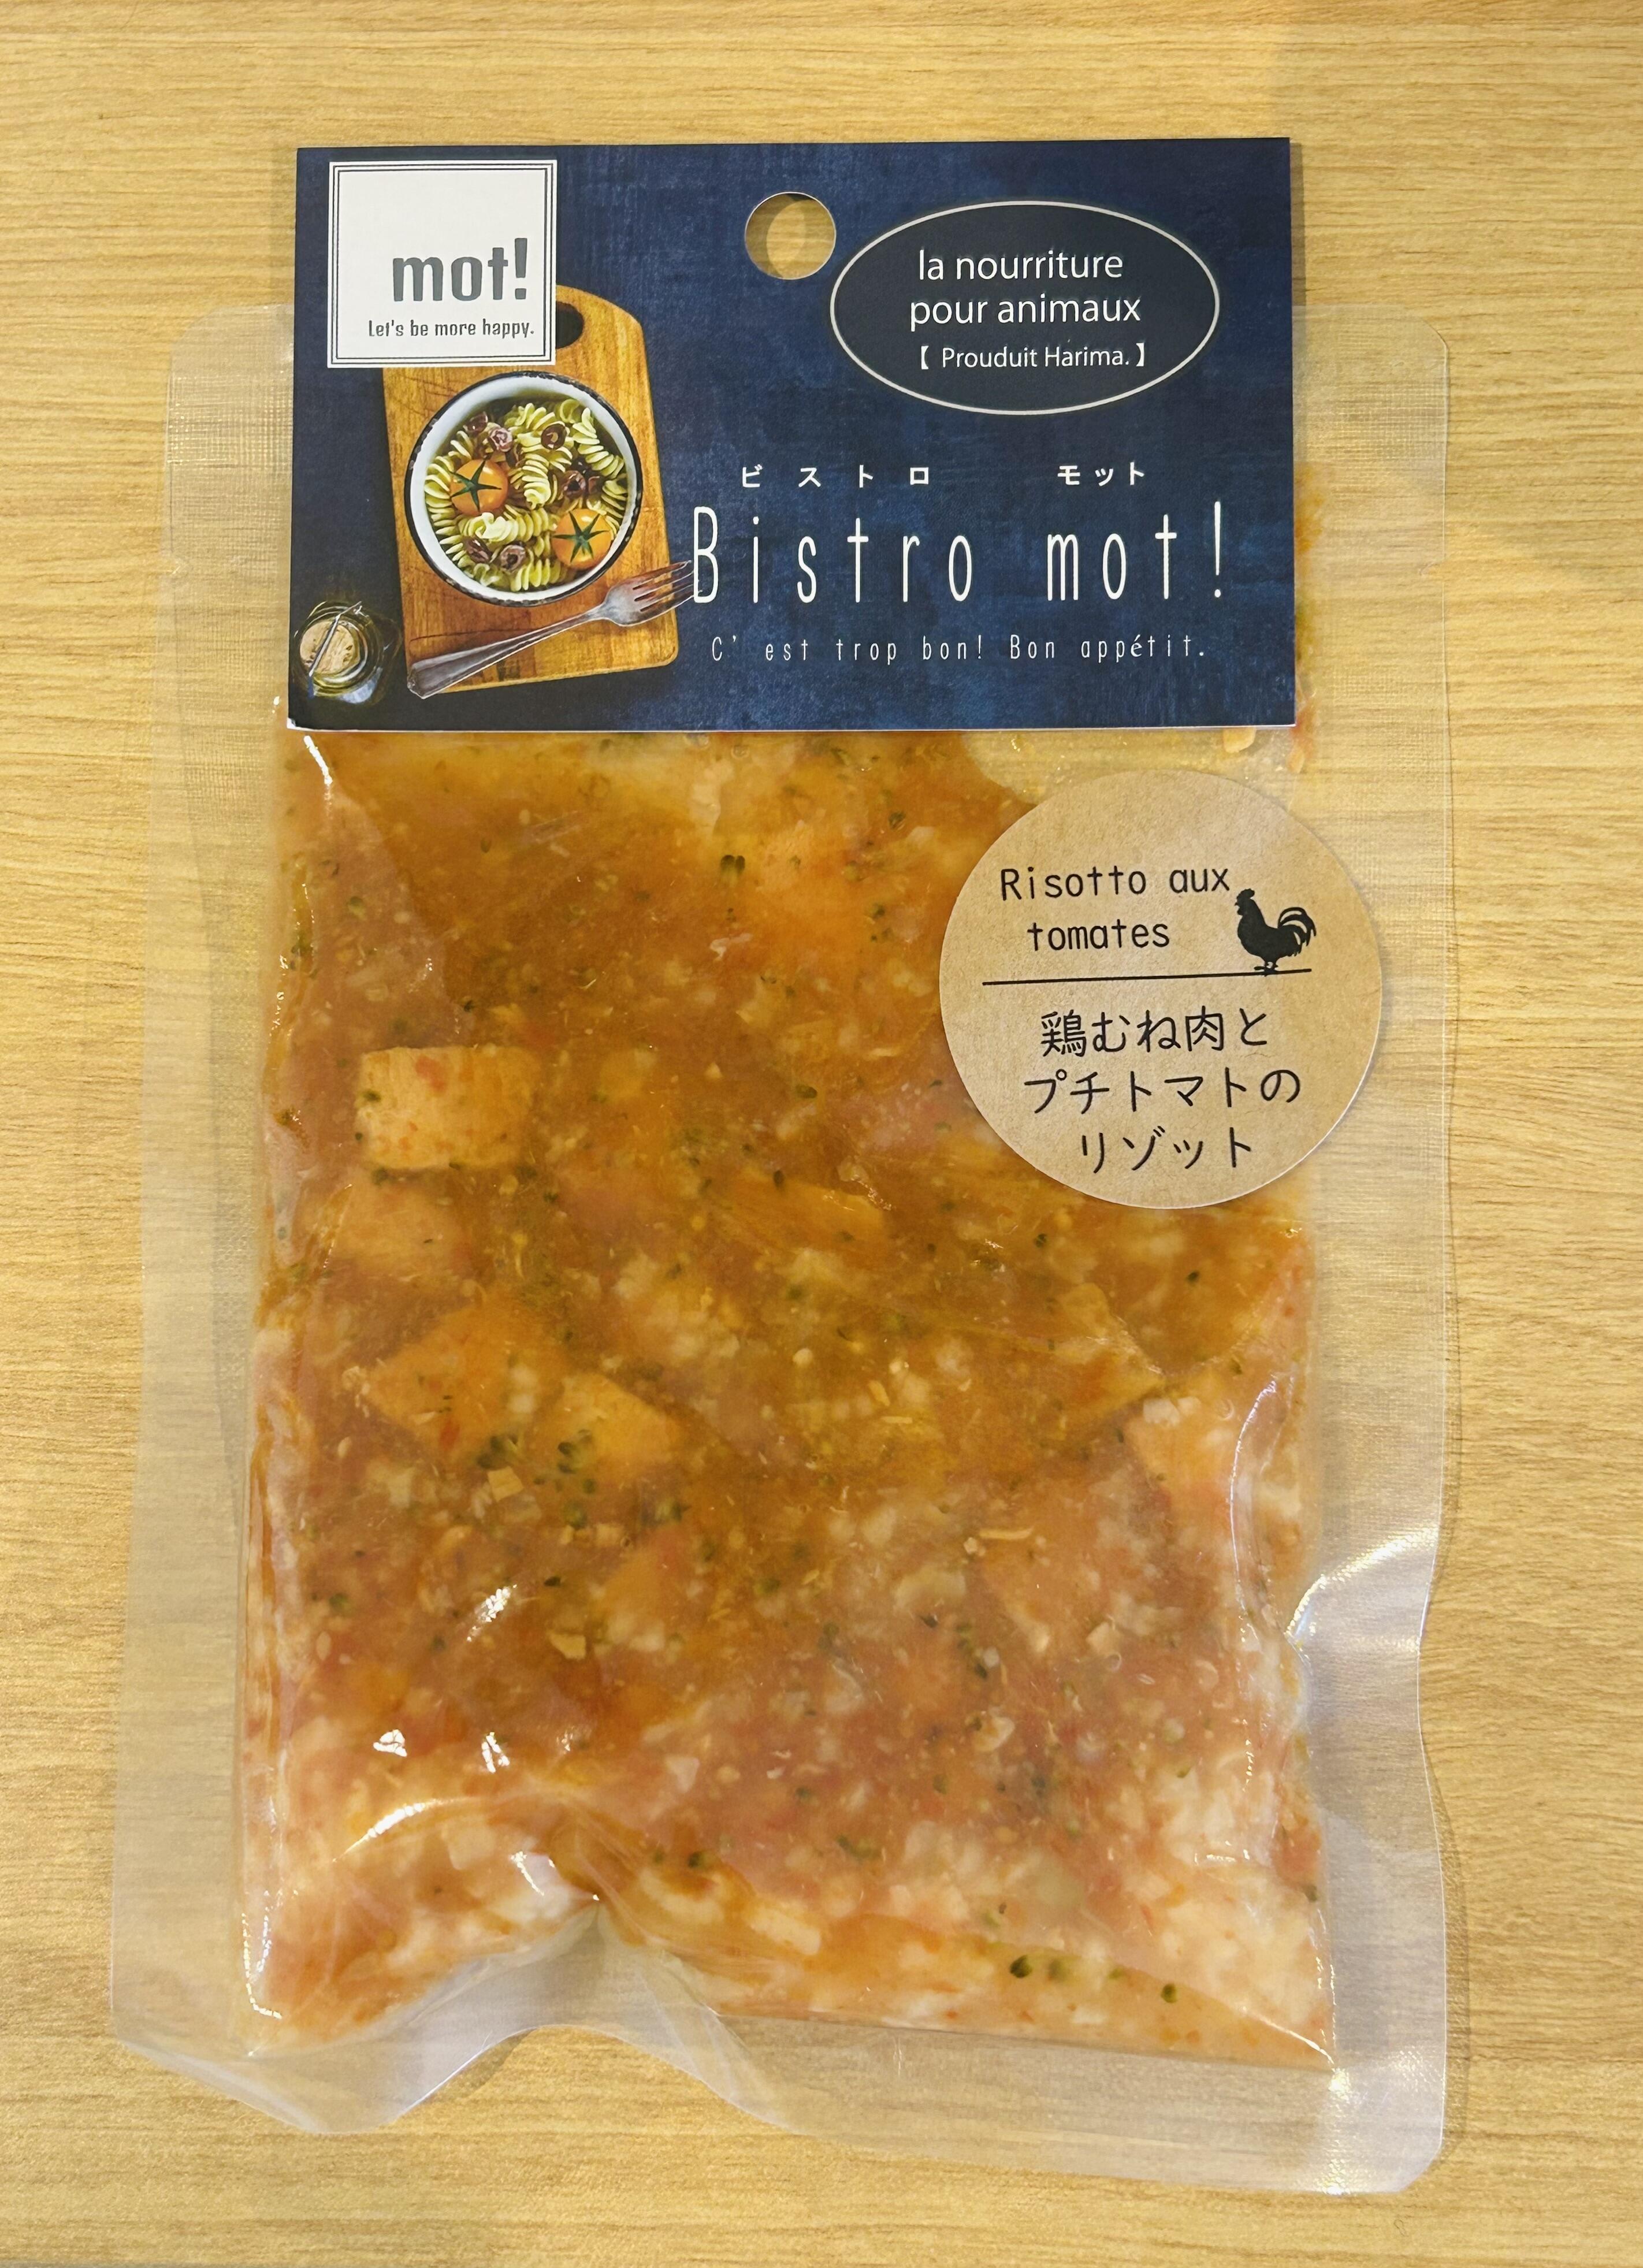 mot!
Let's be more happy.
la nourriture
pour animaux
【 Prouduit Harima. 】
ビストロ モット
Bistro mot!
C' est trop bon! Bon appétit.
Risotto aux
tomates
鶏むね肉と
プチトマトの
リゾット